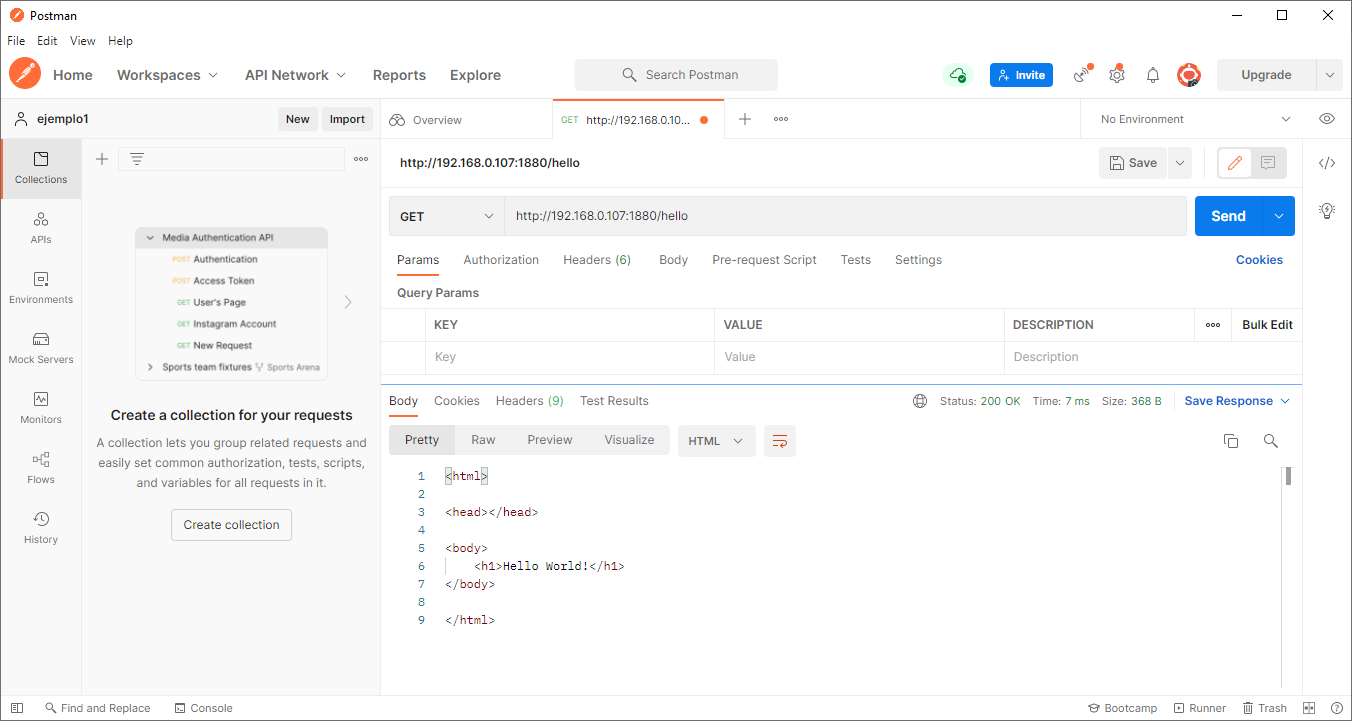 Postman
File Edit View Help
Home Workspaces API Network Reports Explore Search Postman Invite Upgrade
ejemplo1 New Import
Overview GET http://192.168.0.10... No Environment
Collections
APIs
Environments
Mock Servers
Monitors
Flows
History
Media Authentication API
POST Authentication
POST Access Token
GET User's Page
GET Instagram Account
GET New Request
Sports team fixtures Sports Arena
Create a collection for your requests
A collection lets you group related requests and
easily set common authorization, tests, scripts,
and variables for all requests in it.
Create collection
http://192.168.0.107:1880/hello Save
GET http://192.168.0.107:1880/hello Send
Params Authorization Headers (6) Body Pre-request Script Tests Settings Cookies
Query Params
KEY VALUE DESCRIPTION Bulk Edit
Key Value Description
Body Cookies Headers (9) Test Results Status: 200 OK Time: 7 ms Size: 368 B Save Response
Pretty Raw Preview Visualize HTML
1 <html>
2
3 <head></head>
4
5 <body>
6 <h1>Hello World!</h1>
7 </body>
8
9 </html>
Find and Replace Console Bootcamp Runner Trash